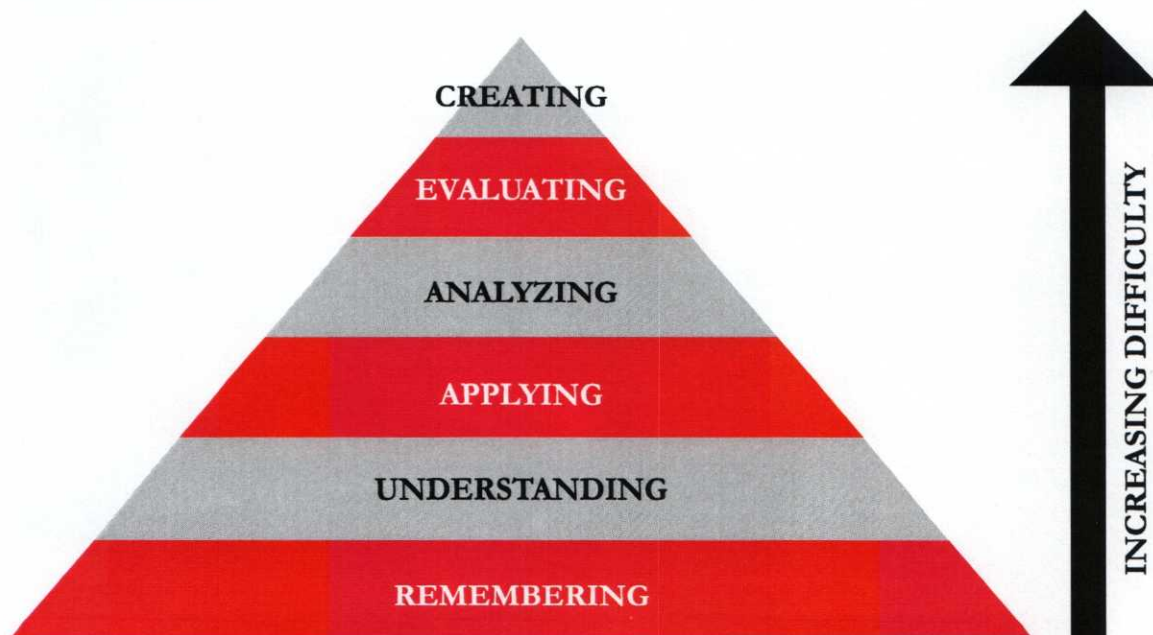 CREATING
EVALUATING
ANALYZING
APPLYING
UNDERSTANDING
REMEMBERING
INCREASING DIFFICULTY